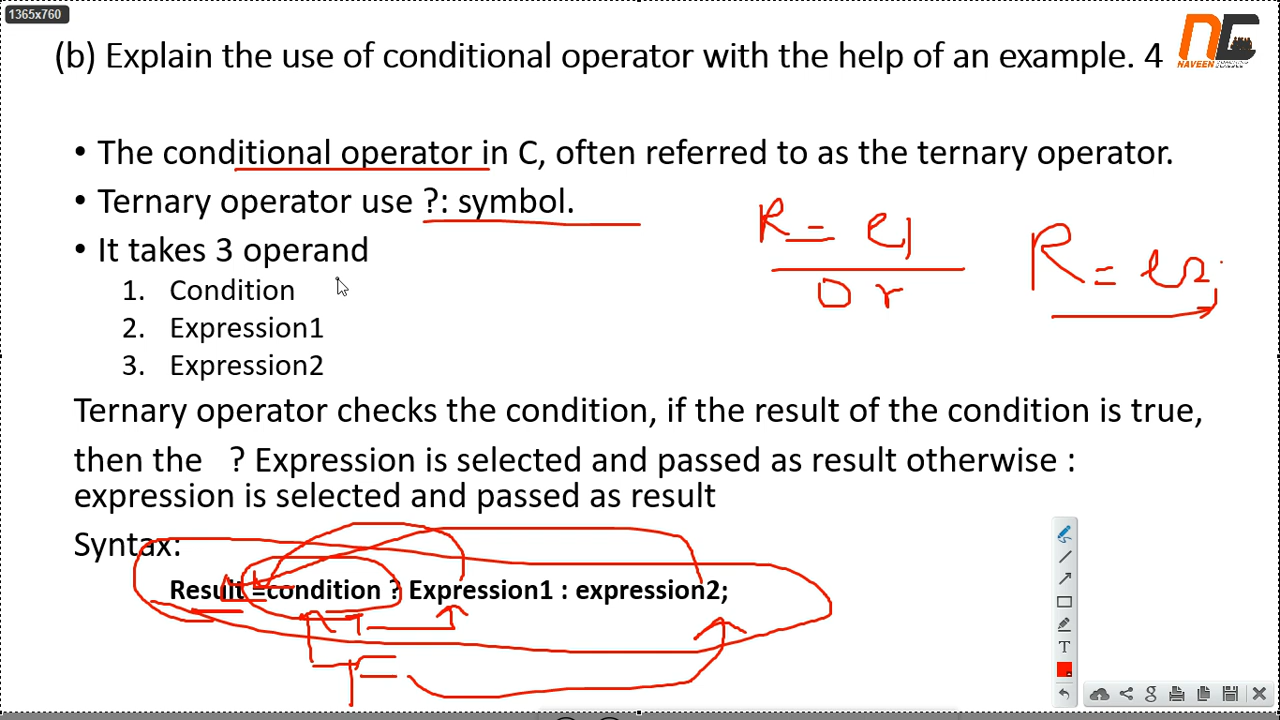 1365x760
(b) Explain the use of conditional operator with the help of an example. 4
NAVEEN
• The conditional operator in C, often referred to as the ternary operator.
• Ternary operator use ?: symbol.
• It takes 3 operand
1. Condition
2. Expression1
3. Expression2
R = e1
Or
R = e2;
Ternary operator checks the condition, if the result of the condition is true,
then the ? Expression is selected and passed as result otherwise :
expression is selected and passed as result
Syntax:
Result =condition ? Expression1 : expression2;
T